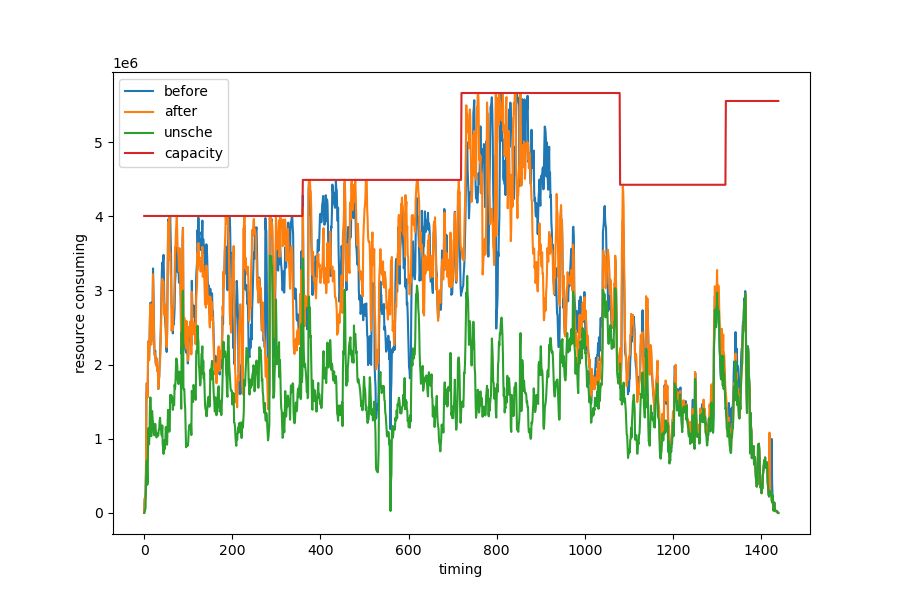 1e6
before
after
unsche
capacity
5
4
3
2
1
0
resource consuming
0 200 400 600 800 1000 1200 1400
timing